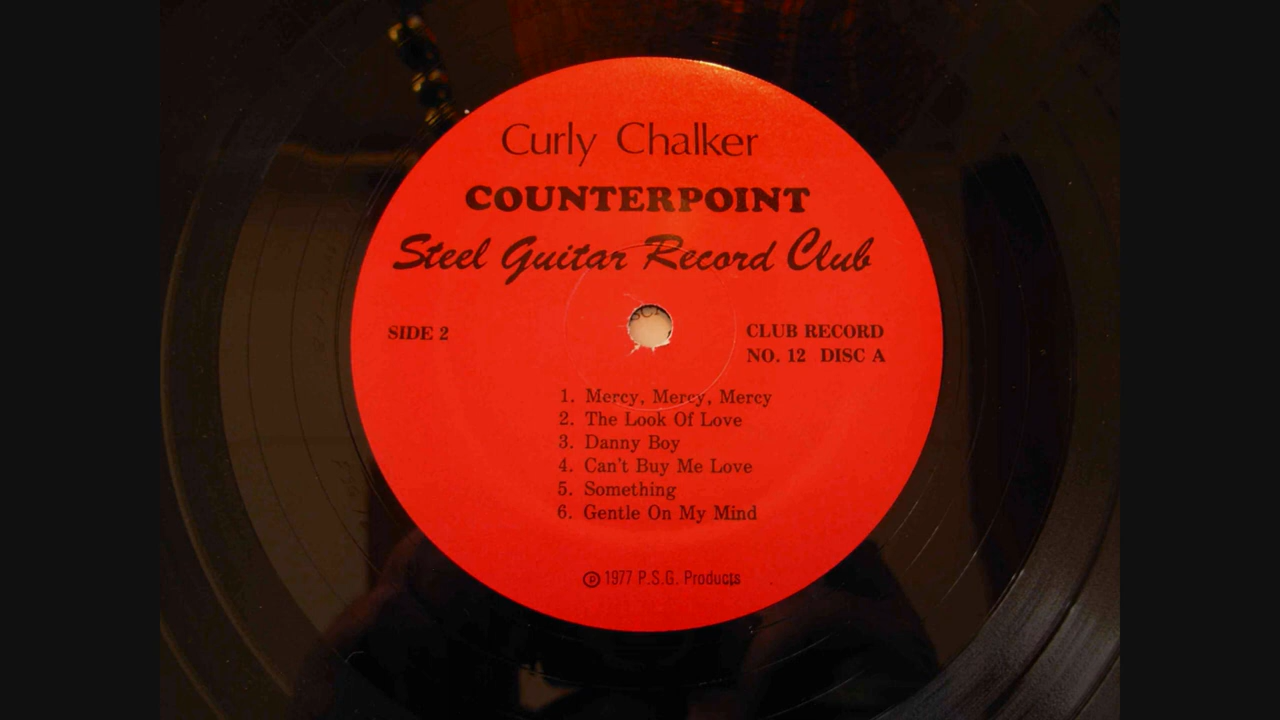 Curly Chalker
COUNTERPOINT
Steel Guitar Record Club
SIDE 2
CLUB RECORD
NO. 12 DISC A
1. Mercy, Mercy, Mercy
2. The Look Of Love
3. Danny Boy
4. Can't Buy Me Love
5. Something
6. Gentle On My Mind
℗ 1977 P.S.G. Products